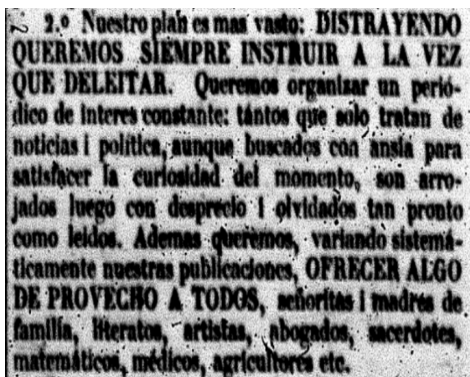 2.º Nuestro plan es mas vasto: DISTRAYENDO
QUEREMOS SIEMPRE INSTRUIR A LA VEZ
QUE DELEITAR. Queremos organizar un perió-
dico de interes constante: tantos que solo tratan de
noticias i política, aunque buscados con ansia para
satisfacer la curiosidad del momento, son arro-
jados luego con desprecio i olvidados tan pronto
como leidos. Ademas queremos, variando sistemá-
ticamente nuestras publicaciones, OFRECER ALGO
DE PROVECHO A TODOS, señoritas i madres de
familia, literatos, artistas, abogados, sacerdotes,
matemáticos, médicos, agricultores etc.